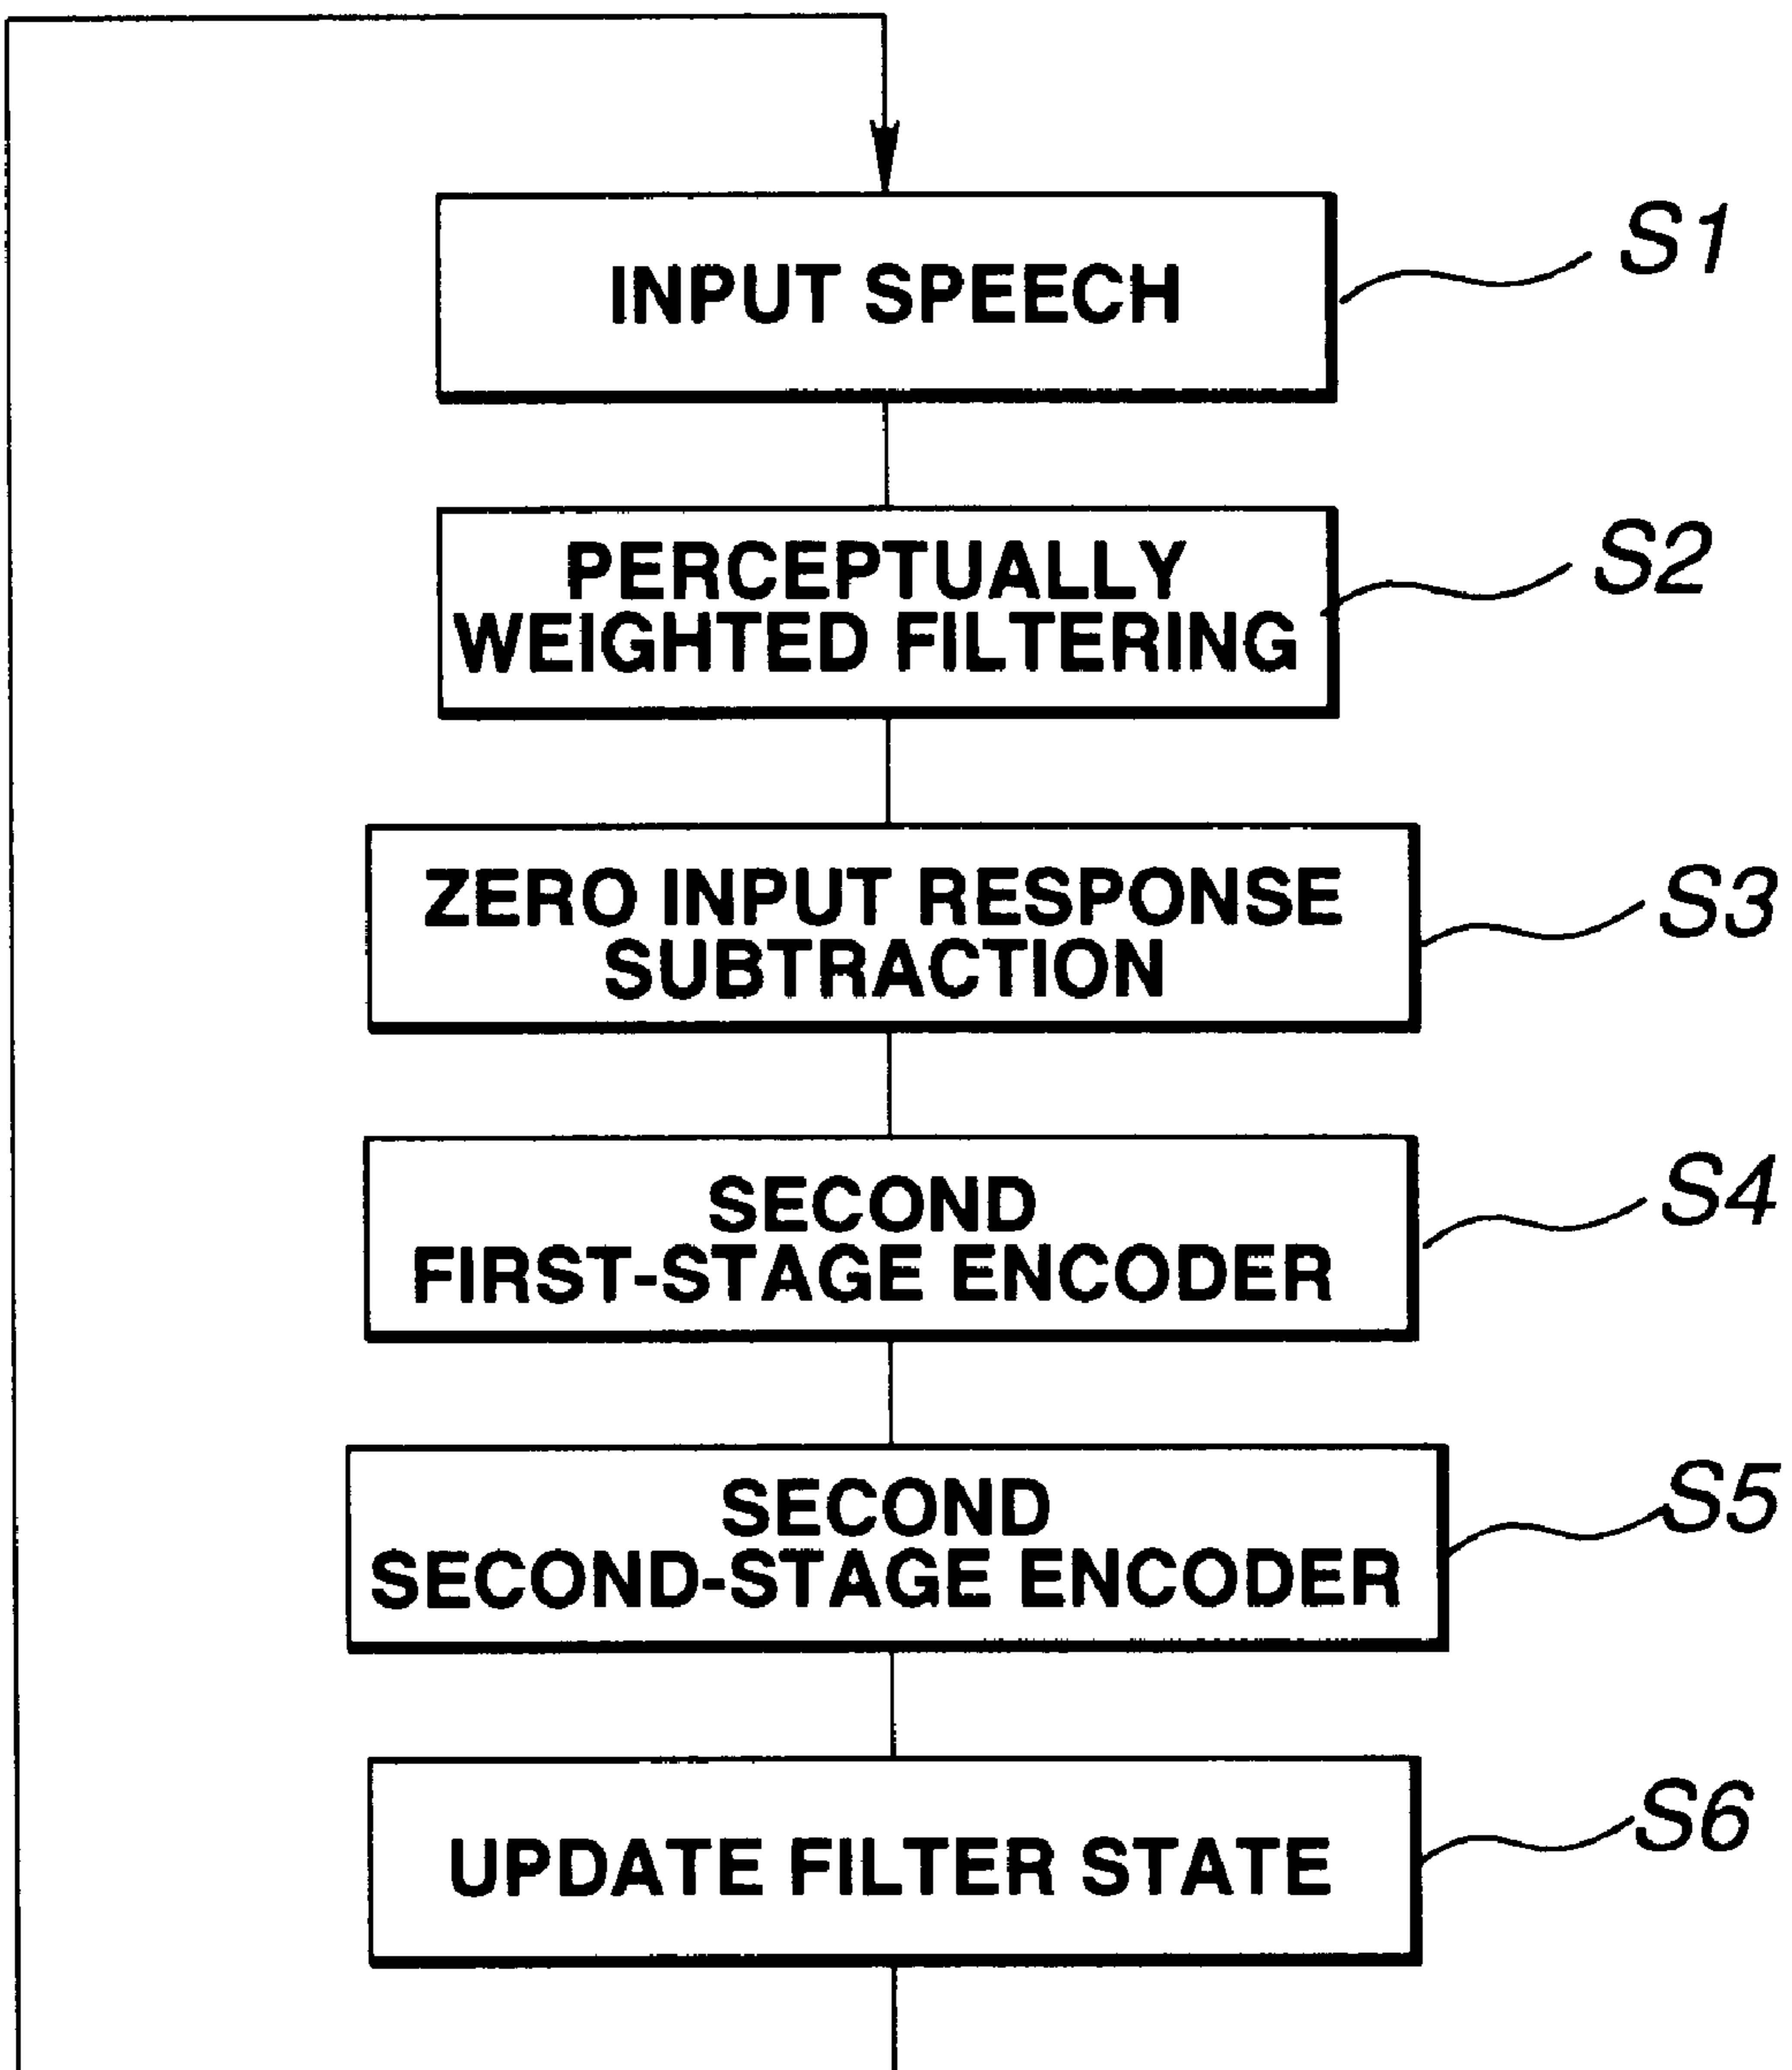 INPUT SPEECH
S1
PERCEPTUALLY
WEIGHTED FILTERING
S2
ZERO INPUT RESPONSE
SUBTRACTION
S3
SECOND
FIRST-STAGE ENCODER
S4
SECOND
SECOND-STAGE ENCODER
S5
UPDATE FILTER STATE
S6